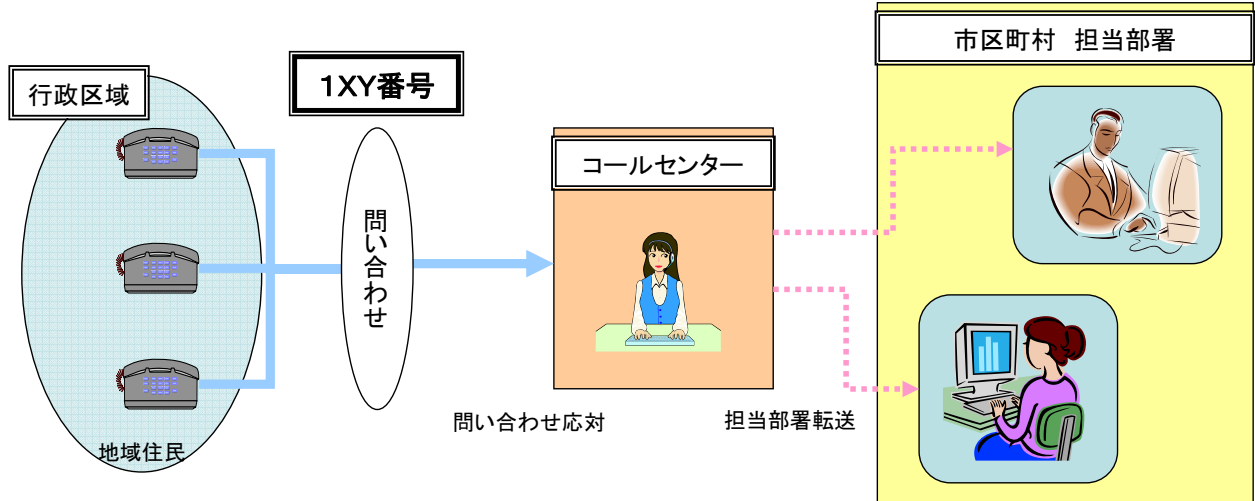 行政区域
1XY番号
市区町村 担当部署
コールセンター
問い合わせ
問い合わせ応対
担当部署転送
地域住民